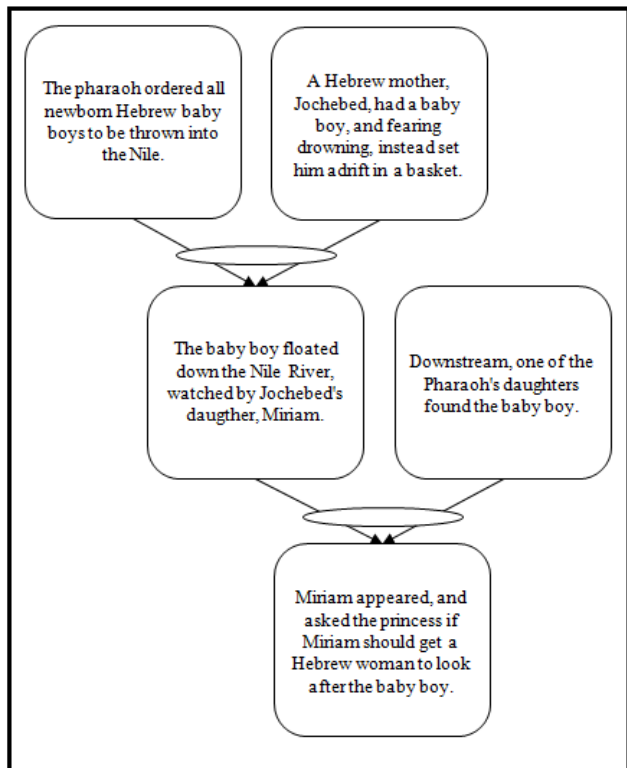 The pharaoh ordered all
newborn Hebrew baby
boys to be thrown into
the Nile.
A Hebrew mother,
Jochebed, had a baby
boy, and fearing
drowning, instead set
him adrift in a basket.
The baby boy floated
down the Nile River,
watched by Jochebed's
daugther, Miriam.
Downstream, one of the
Pharaoh's daughters
found the baby boy.
Miriam appeared, and
asked the princess if
Miriam should get a
Hebrew woman to look
after the baby boy.